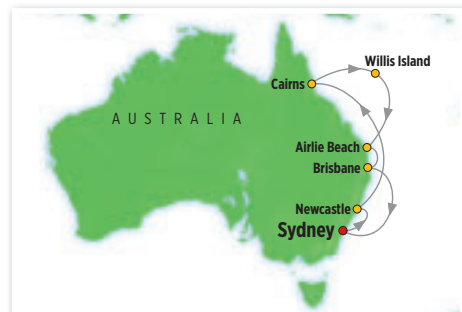 Willis Island
Cairns
AUSTRALIA
Airlie Beach
Brisbane
Newcastle
Sydney